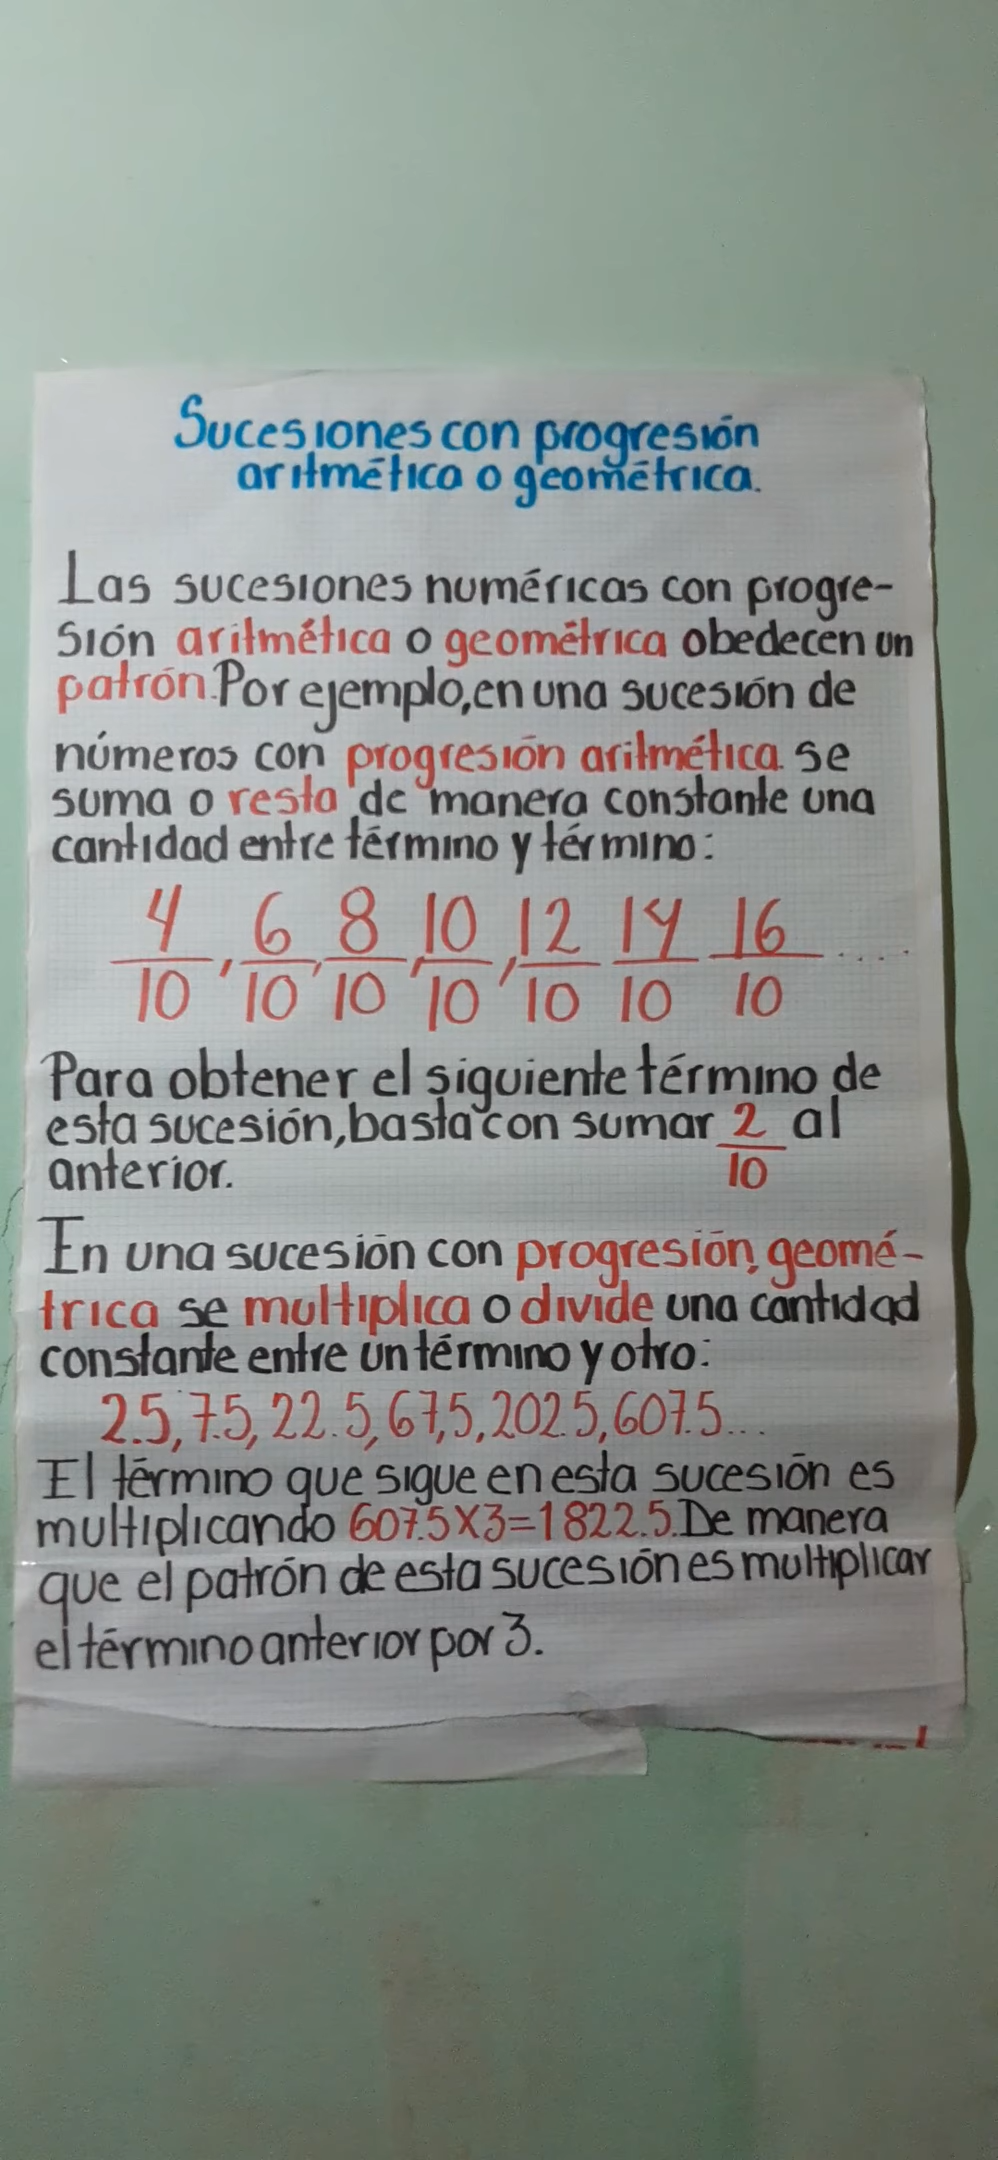 Sucesiones con progresión
aritmética o geométrica.
Las sucesiones numéricas con progre-
sión aritmética o geométrica obedecen un
patrón. Por ejemplo, en una sucesión de
números con progresión aritmética se
suma o resta de manera constante una
cantidad entre término y término:
4/10, 6/10, 8/10, 10/10, 12/10 14/10 16/10 ....
Para obtener el siguiente término de
esta sucesión, basta con sumar 2/10 al
anterior.
En una sucesión con progresión geomé-
trica se multiplica o divide una cantidad
constante entre un término y otro:
2.5, 7.5, 22.5, 67,5, 202.5, 607.5...
El término que sigue en esta sucesión es
multiplicando 607.5x3=1822.5. De manera
que el patrón de esta sucesión es multiplicar
el término anterior por 3.